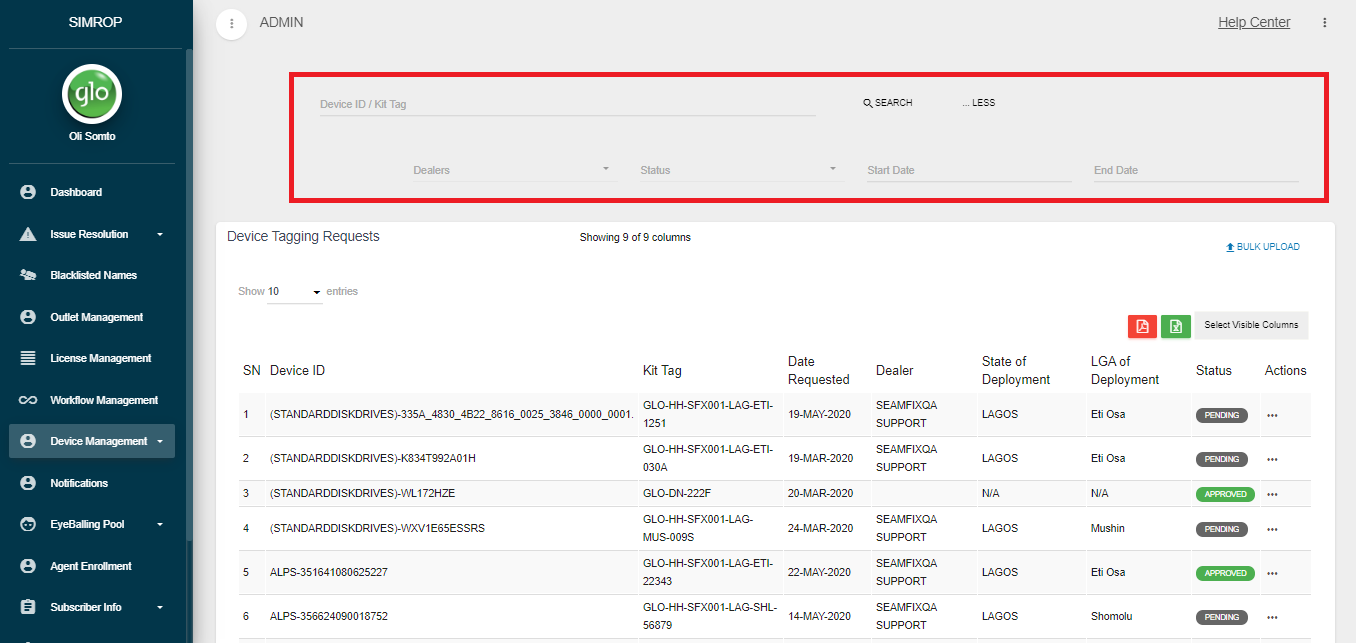 SIMROP
ADMIN
Help Center
glo
Oli Somto
Dashboard
Issue Resolution
Blacklisted Names
Outlet Management
License Management
Workflow Management
Device Management
Notifications
EyeBalling Pool
Agent Enrollment
Subscriber Info
Device ID / Kit Tag
SEARCH
... LESS
Dealers
Status
Start Date
End Date
Device Tagging Requests
Showing 9 of 9 columns
BULK UPLOAD
Show 10 entries
Select Visible Columns
SN Device ID Kit Tag Date Requested Dealer State of Deployment LGA of Deployment Status Actions
1 (STANDARDDISKDRIVES)-335A_4830_4B22_8616_0025_3846_0000_0001. GLO-HH-SFX001-LAG-ETI-1251 19-MAY-2020 SEAMFIXQA SUPPORT LAGOS Eti Osa PENDING ...
2 (STANDARDDISKDRIVES)-K834T992A01H GLO-HH-SFX001-LAG-ETI-030A 19-MAR-2020 SEAMFIXQA SUPPORT LAGOS Eti Osa PENDING ...
3 (STANDARDDISKDRIVES)-WL172HZE GLO-DN-222F 20-MAR-2020 N/A N/A APPROVED ...
4 (STANDARDDISKDRIVES)-WXV1E65ESSRS GLO-HH-SFX001-LAG-MUS-009S 24-MAR-2020 SEAMFIXQA SUPPORT LAGOS Mushin PENDING ...
5 ALPS-351641080625227 GLO-HH-SFX001-LAG-ETI-22343 22-MAY-2020 SEAMFIXQA SUPPORT LAGOS Eti Osa APPROVED ...
6 ALPS-356624090018752 GLO-HH-SFX001-LAG-SHL-56879 14-MAY-2020 SEAMFIXQA SUPPORT LAGOS Shomolu PENDING ...